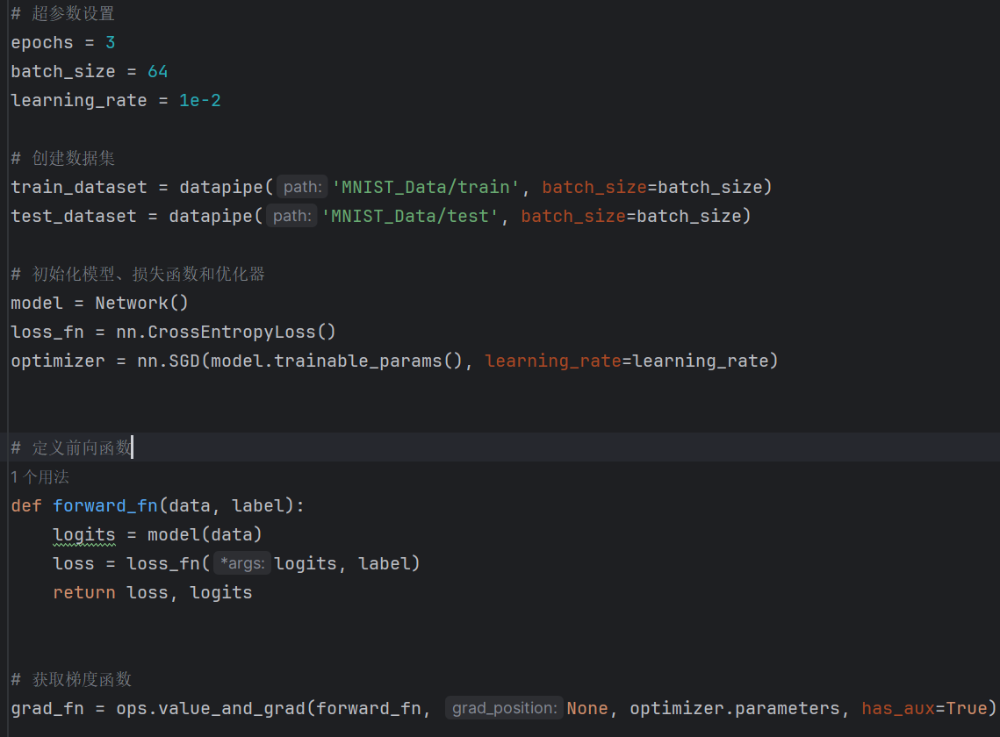 # 超参数设置
epochs = 3
batch_size = 64
learning_rate = 1e-2
# 创建数据集
train_dataset = datapipe( path: 'MNIST_Data/train', batch_size=batch_size)
test_dataset = datapipe( path: 'MNIST_Data/test', batch_size=batch_size)
# 初始化模型、损失函数和优化器
model = Network()
loss_fn = nn.CrossEntropyLoss()
optimizer = nn.SGD(model.trainable_params(), learning_rate=learning_rate)
# 定义前向函数
1 个用法
def forward_fn(data, label):
    logits = model(data)
    loss = loss_fn( *args: logits, label)
    return loss, logits
# 获取梯度函数
grad_fn = ops.value_and_grad(forward_fn, grad_position: None, optimizer.parameters, has_aux=True)